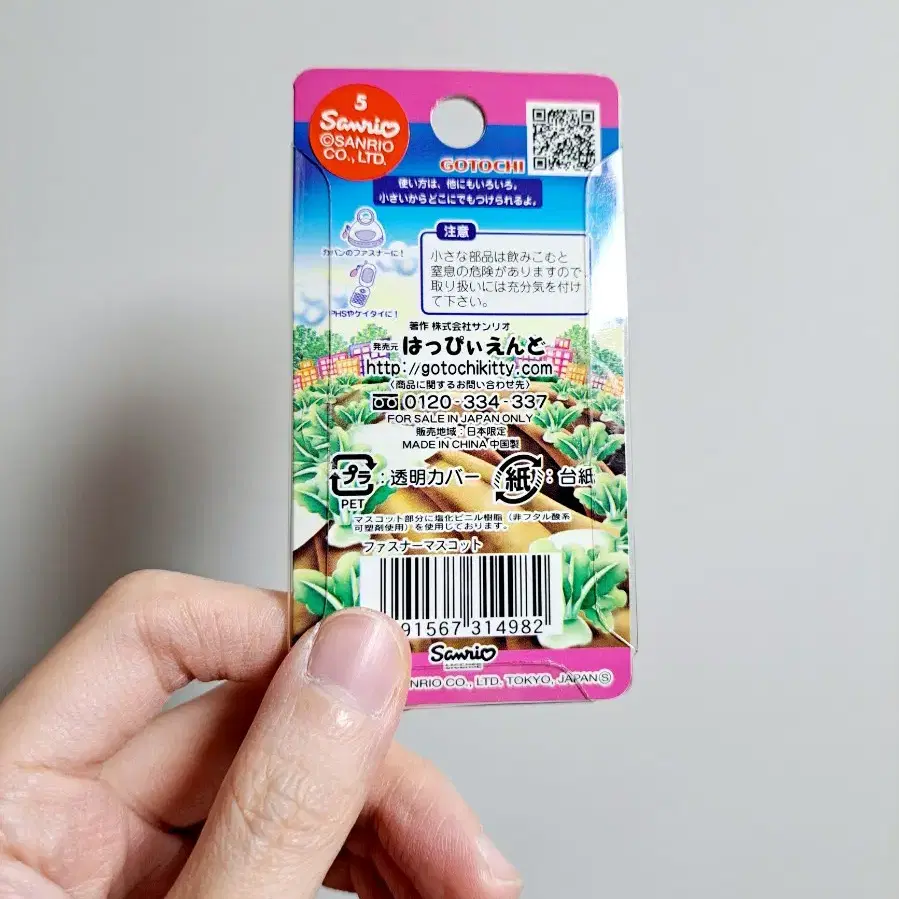 5
Sanrio
©SANRIO
CO., LTD.
GOTOCHI
使い方は、他にもいろいろ。
小さいからどこにでもつけられるよ。
カバンのファスナーに！
PHSやケイタイに！
注意
小さな部品は飲みこむと
窒息の危険がありますので、
取り扱いには充分気を付け
て下さい。
著作 株式会社サンリオ
発売元 はっぴぃえんど
http://gotochikitty.com
〈商品に関するお問い合わせ先〉
0120-334-337
FOR SALE IN JAPAN ONLY
販売地域：日本限定
MADE IN CHINA 中国製
プラ：透明カバー
PET
紙：台紙
マスコット部分に塩化ビニル樹脂（非フタル酸系
可塑剤使用）を使用しております。
ファスナーマスコット
91567 314982
Sanrio
NRIO CO., LTD. TOKYO, JAPAN Ⓢ